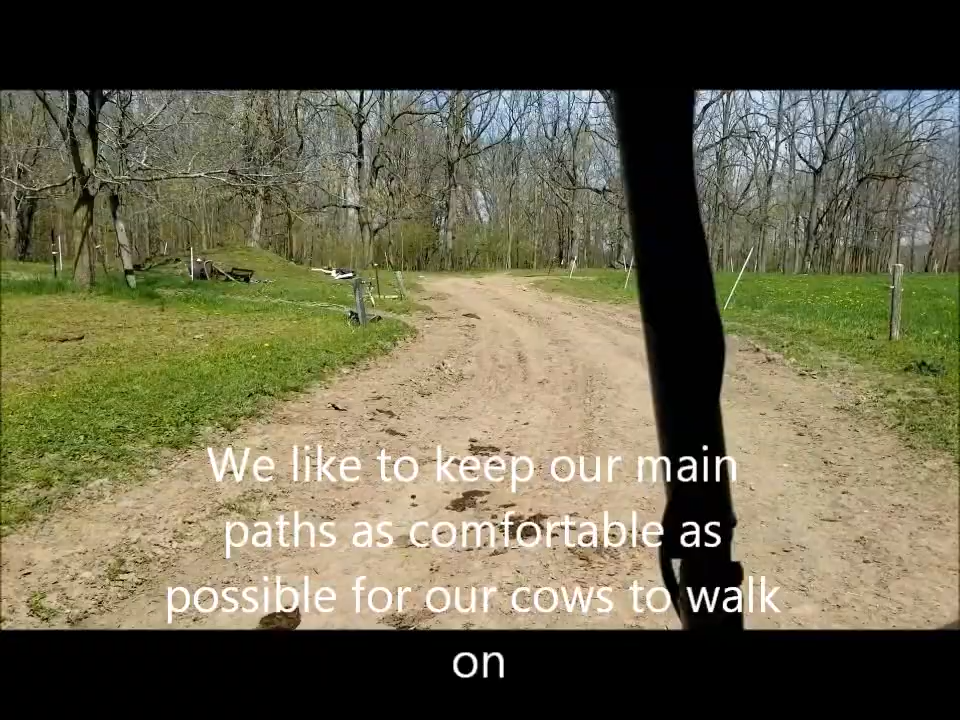 We like to keep our main
paths as comfortable as
possible for our cows to walk
on